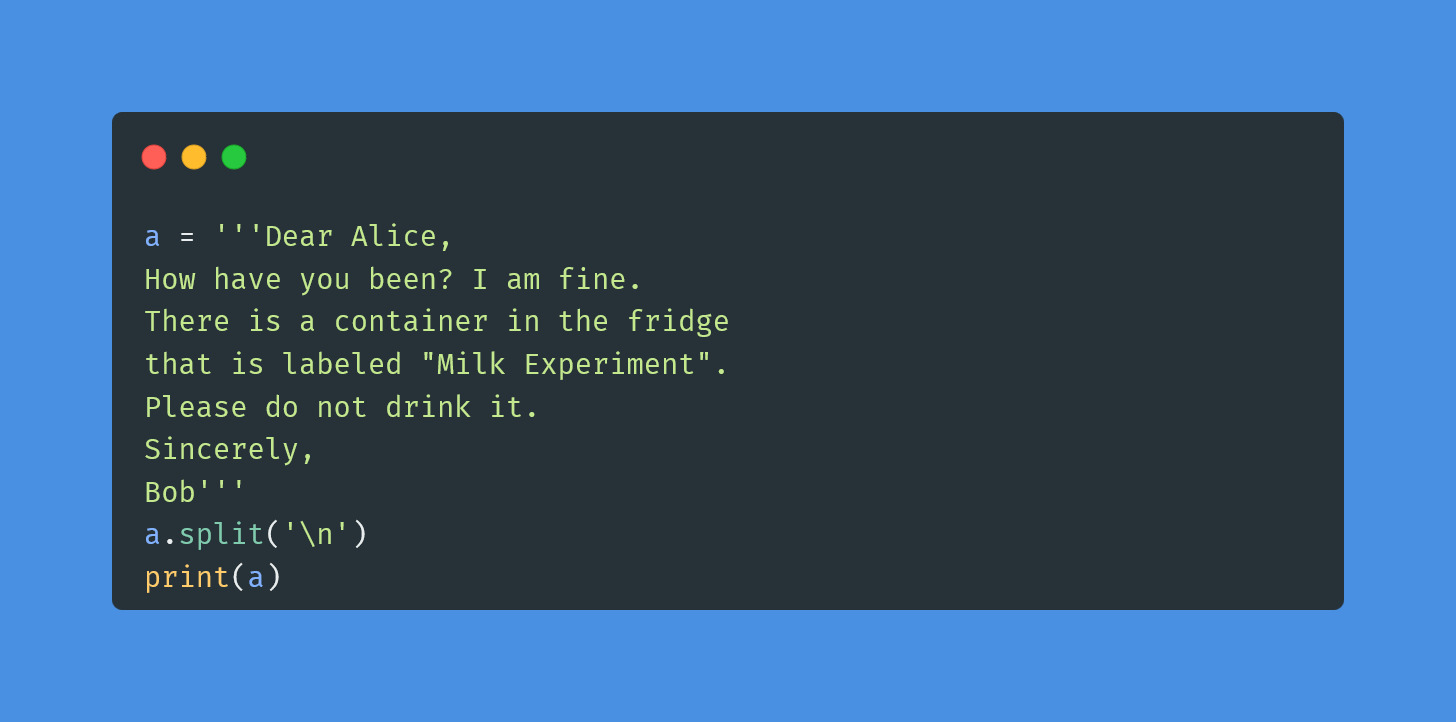 a = '''Dear Alice,
How have you been? I am fine.
There is a container in the fridge
that is labeled "Milk Experiment".
Please do not drink it.
Sincerely,
Bob'''
a.split('\n')
print(a)